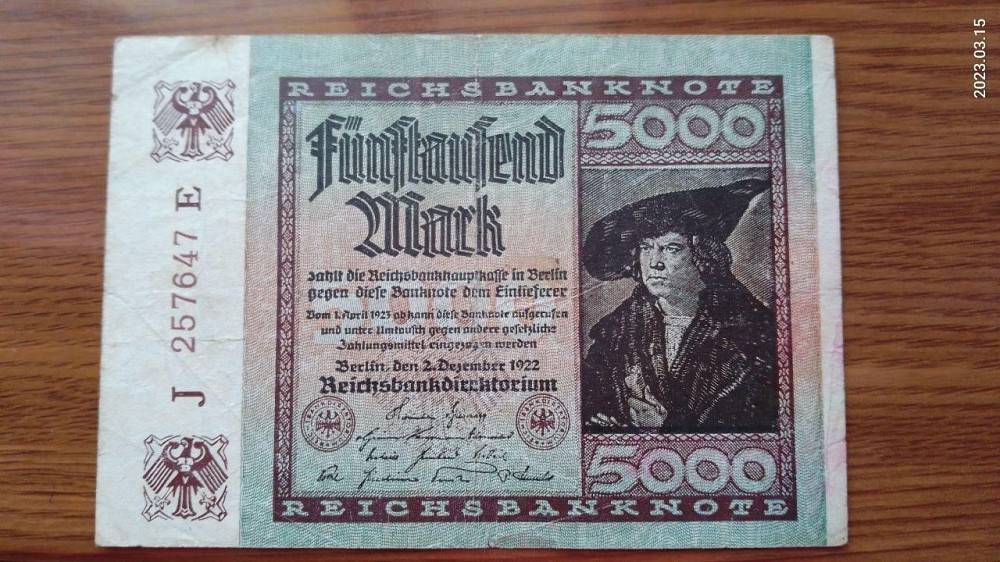 2023.03.15
REICHSBANKNOTE
J 257647 E
Fünftausend
Mark
zahlt die Reichsbankhauptkasse in Berlin
gegen diese Banknote dem Einlieferer
Vom 1. April 1923 ab kann diese Banknote aufgerufen
und unter Umtausch gegen andere gesetzliche
Zahlungsmittel eingezogen werden
Berlin, den 2. Dezember 1922
Reichsbankdirektorium
5000
5000
REICHSBANKNOTE